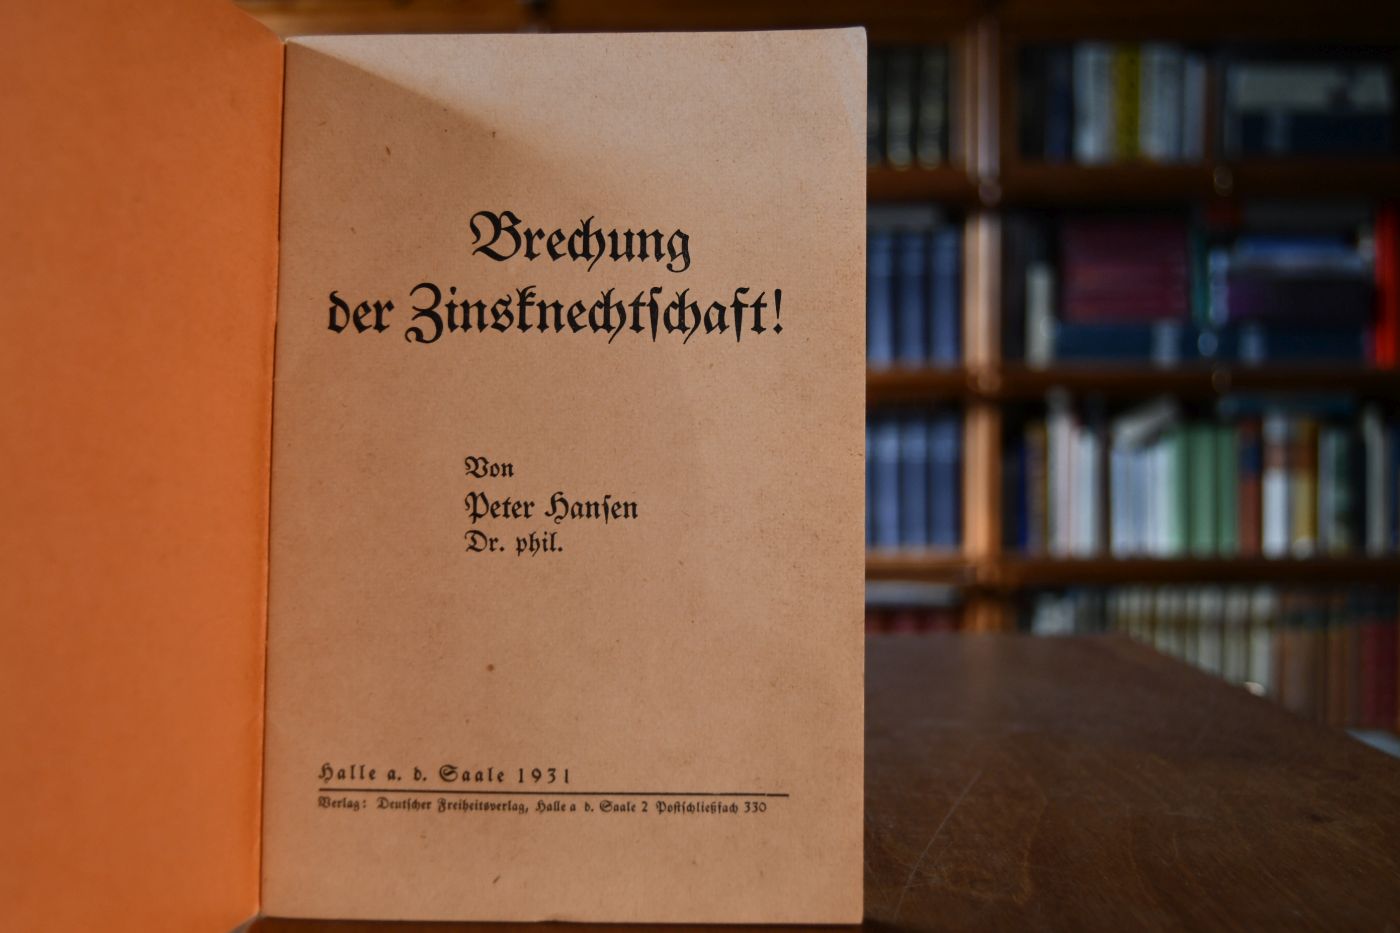 Brechung
der Zinsknechtſchaft!
Von
Peter Hanſen
Dr. phil.
Halle a. d. Saale 1931
Verlag: Deutſcher Freiheitsverlag, Halle a d. Saale 2 Poſtſchließfach 330